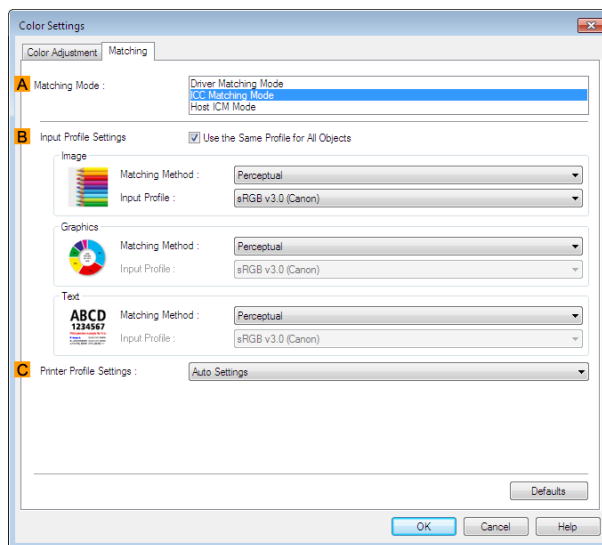 Color Settings
Color Adjustment Matching
A Matching Mode : Driver Matching Mode
ICC Matching Mode
Host ICM Mode
B Input Profile Settings Use the Same Profile for All Objects
Image
Matching Method : Perceptual
Input Profile : sRGB v3.0 (Canon)
Graphics
Matching Method : Perceptual
Input Profile : sRGB v3.0 (Canon)
Text
ABCD
1234567
Matching Method : Perceptual
Input Profile : sRGB v3.0 (Canon)
C Printer Profile Settings : Auto Settings
Defaults
OK Cancel Help